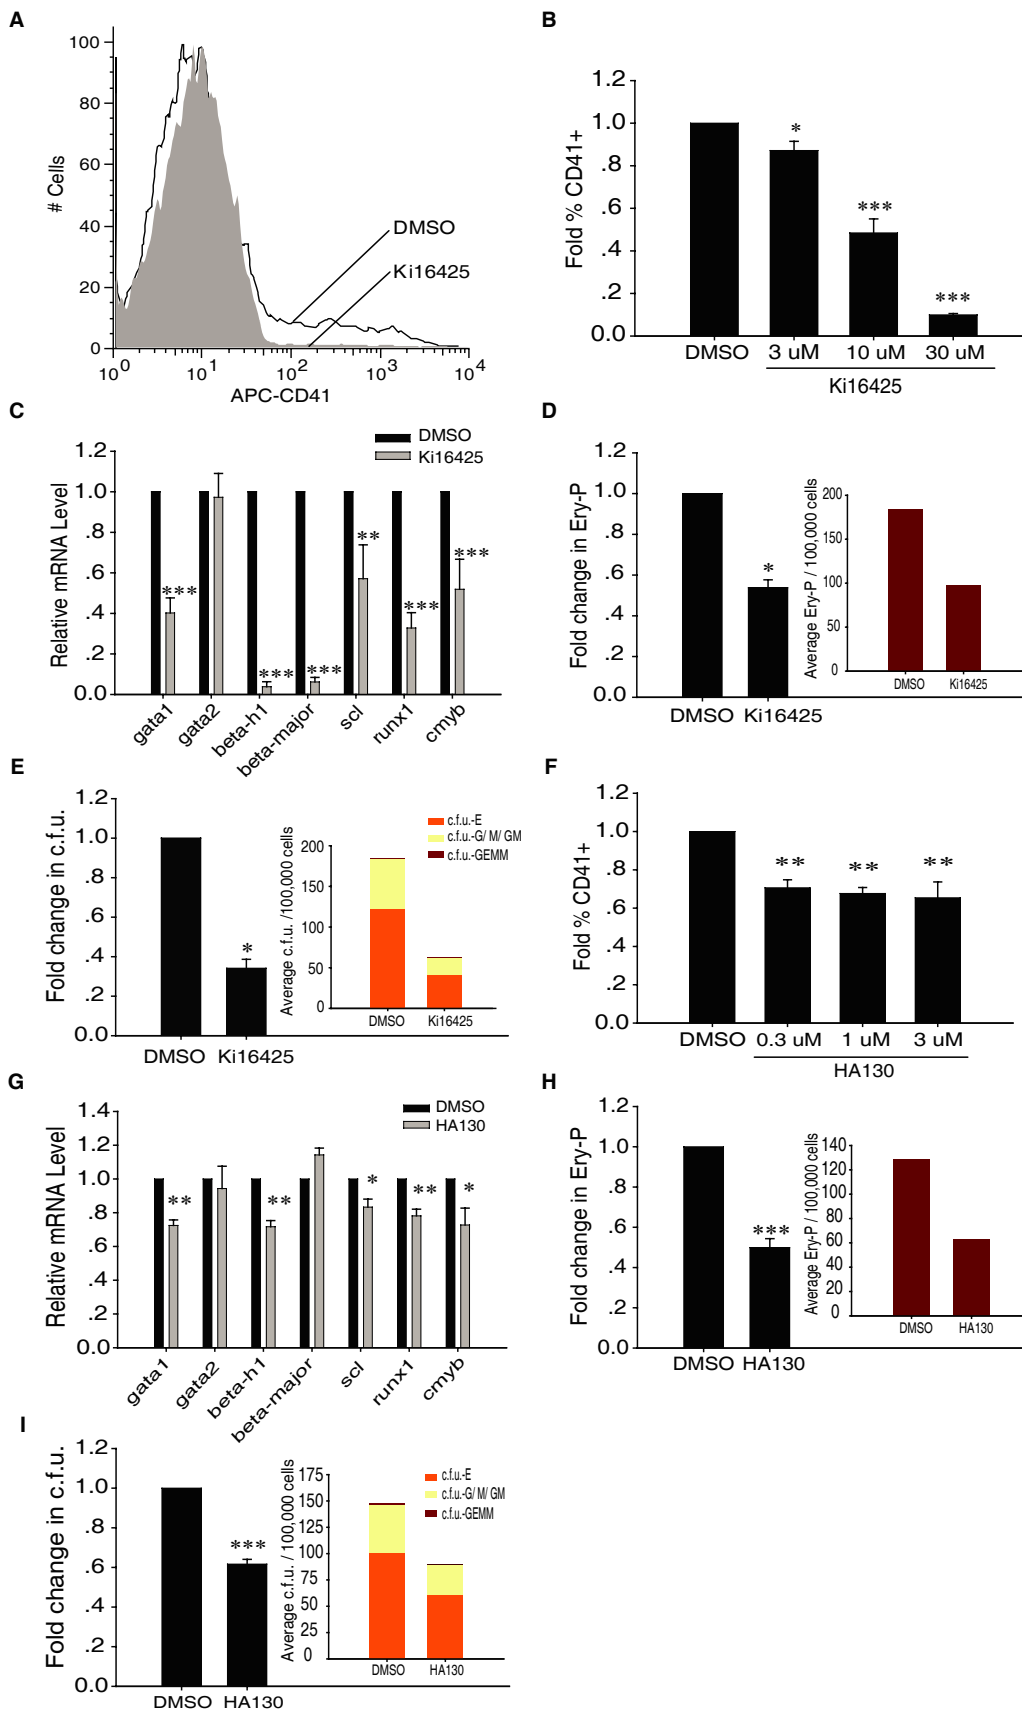 A
100
80
60
40
20
0
# Cells
10^0 10^1 10^2 10^3 10^4
APC-CD41
DMSO
Ki16425
B
1.2
1.0
.8
.6
.4
.2
0.0
Fold % CD41+
*
***
***
DMSO 3 uM 10 uM 30 uM
Ki16425
C
1.2
1.0
.8
.6
.4
.2
0.0
Relative mRNA Level
DMSO
Ki16425
***
***
***
**
***
***
gata1 gata2 beta-h1 beta-major scl runx1 cmyb
D
1.2
1.0
.8
.6
.4
.2
0.0
Fold change in Ery-P
*
DMSO Ki16425
200
150
100
50
0
Average Ery-P / 100,000 cells
DMSO Ki16425
E
1.2
1.0
.8
.6
.4
.2
0.0
Fold change in c.f.u.
*
DMSO Ki16425
c.f.u.-E
c.f.u.-G/ M/ GM
c.f.u.-GEMM
200
150
100
50
0
Average c.f.u. /100,000 cells
DMSO Ki16425
F
1.2
1.0
.8
.6
.4
.2
0.0
Fold % CD41+
**
**
**
DMSO 0.3 uM 1 uM 3 uM
HA130
G
1.4
1.2
1.0
.8
.6
.4
.2
0.0
Relative mRNA Level
DMSO
HA130
**
**
*
**
*
gata1 gata2 beta-h1 beta-major scl runx1 cmyb
H
1.2
1.0
.8
.6
.4
.2
0.0
Fold change in Ery-P
***
DMSO HA130
140
120
100
80
60
40
20
0
Average Ery-P / 100,000 cells
DMSO HA130
I
1.2
1.0
.8
.6
.4
.2
0.0
Fold change in c.f.u.
***
DMSO HA130
c.f.u.-E
c.f.u.-G/ M/ GM
c.f.u.-GEMM
175
150
125
100
75
50
25
0
Average c.f.u. / 100,000 cells
DMSO HA130